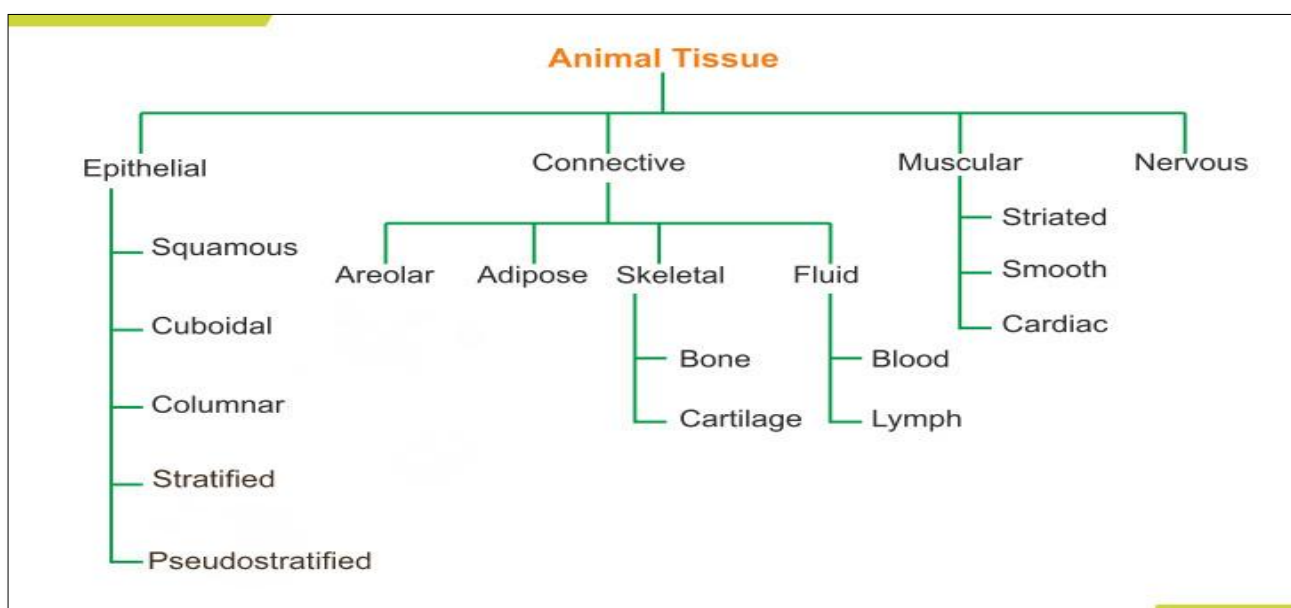 Animal Tissue
Epithelial
Connective
Muscular
Nervous
Squamous
Cuboidal
Columnar
Stratified
Pseudostratified
Areolar
Adipose
Skeletal
Fluid
Bone
Cartilage
Blood
Lymph
Striated
Smooth
Cardiac